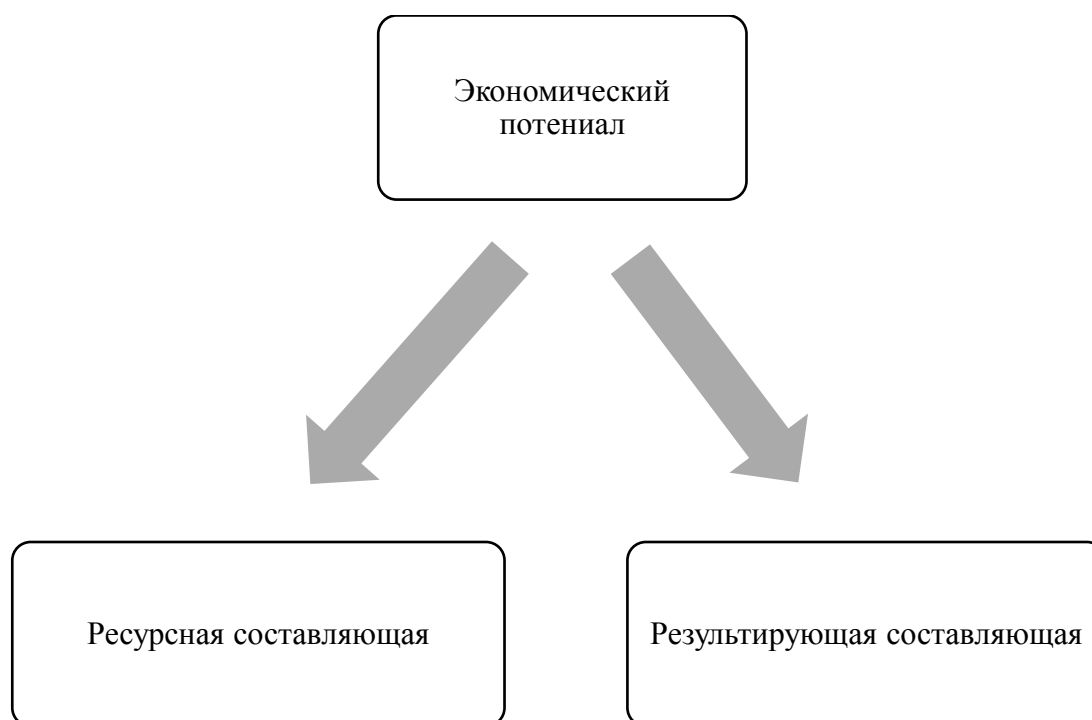 Экономический
потениал
Ресурсная составляющая
Результирующая составляющая